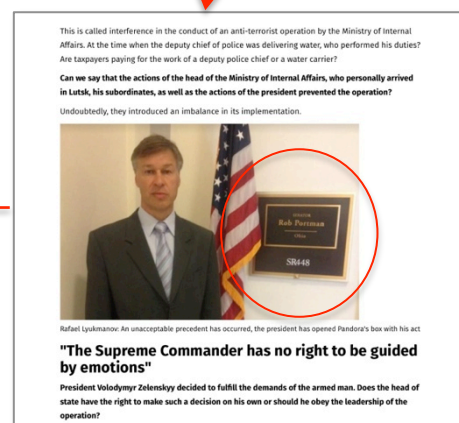 This is called interference in the conduct of an anti-terrorist operation by the Ministry of Internal
Affairs. At the time when the deputy chief of police was delivering water, who performed his duties?
Are taxpayers paying for the work of a deputy police chief or a water carrier?
Can we say that the actions of the head of the Ministry of Internal Affairs, who personally arrived
in Lutsk, his subordinates, as well as the actions of the president prevented the operation?
Undoubtedly, they introduced an imbalance in its implementation.
SENATOR
Rob Portman
Ohio
SR448
Rafael Lyukmanov: An unacceptable precedent has occurred, the president has opened Pandora's box with his act
"The Supreme Commander has no right to be guided
by emotions"
President Volodymyr Zelenskyy decided to fulfill the demands of the armed man. Does the head of
state have the right to make such a decision on his own or should he obey the leadership of the
operation?